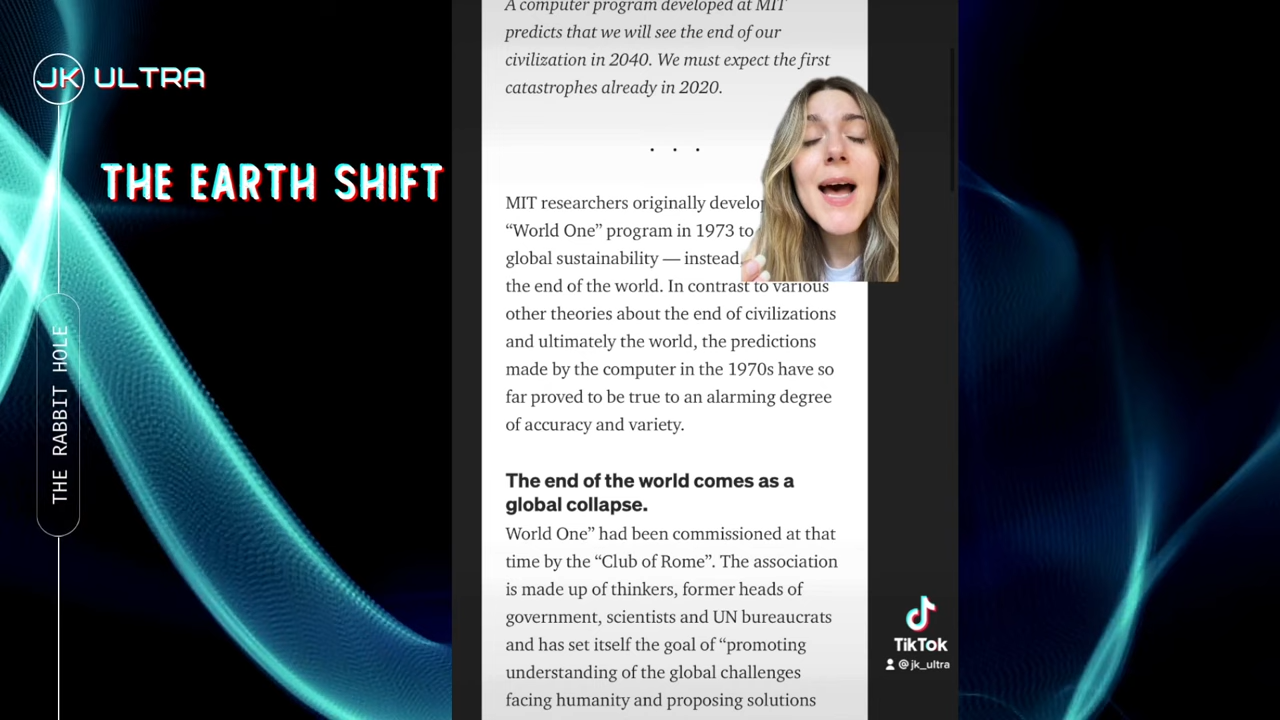 JK ULTRA
THE EARTH SHIFT
THE RABBIT HOLE
A computer program developed at MIT
predicts that we will see the end of our
civilization in 2040. We must expect the first
catastrophes already in 2020.
. . .
MIT researchers originally
“World One” program in 1973 to
global sustainability — instead,
the end of the world. In contrast to various
other theories about the end of civilizations
and ultimately the world, the predictions
made by the computer in the 1970s have so
far proved to be true to an alarming degree
of accuracy and variety.
The end of the world comes as a
global collapse.
World One” had been commissioned at that
time by the “Club of Rome”. The association
is made up of thinkers, former heads of
government, scientists and UN bureaucrats
and has set itself the goal of “promoting
understanding of the global challenges
facing humanity and proposing solutions
TikTok
@jk_ultra